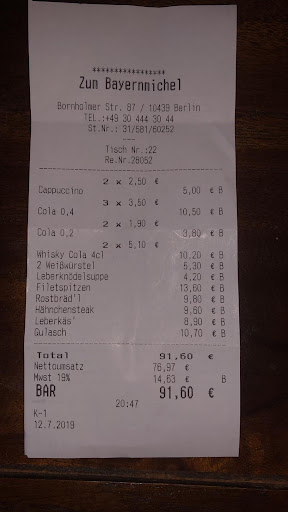 ****************
Zum Bayernmichel
Bornholmer Str. 87 / 10439 Berlin
TEL.:+49 30 444 30 44
St.Nr.: 31/581/60252
---
Tisch Nr.:22
Re.Nr.28052
2 x 2,50 €
Cappuccino 5,00 € B
3 x 3,50 €
Cola 0,4 10,50 € B
2 x 1,90 €
Cola 0,2 3,80 € B
2 x 5,10 €
Whisky Cola 4cl 10,20 € B
2 Weißwürstel 5,30 € B
Leberknödelsuppe 4,20 € B
Filetspitzen 13,60 € B
Rostbräd'l 9,80 € B
Hähnchensteak 9,60 € B
Leberkäs' 8,90 € B
Gulasch 10,70 € B
Total 91,60 €
Nettoumsatz 76,97 €
Mwst 19% 14,63 € B
BAR 91,60 €
20:47
K-1
12.7.2019